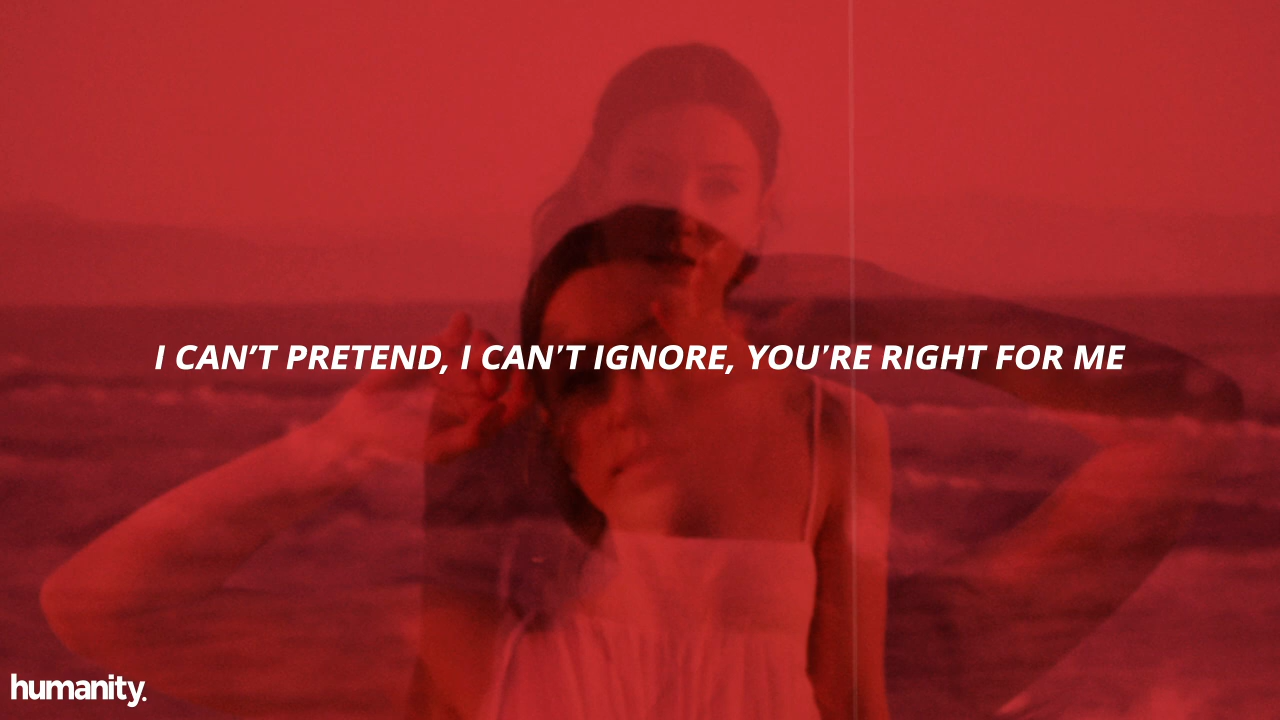 I CAN’T PRETEND, I CAN'T IGNORE, YOU'RE RIGHT FOR ME
humanity.